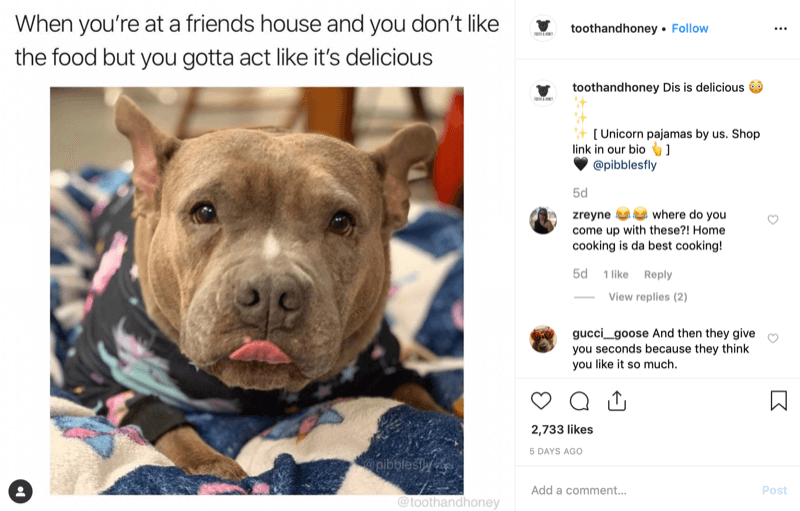 When you're at a friends house and you don't like
the food but you gotta act like it's delicious
@pibblesfly
@toothandhoney
toothandhoney • Follow
toothandhoney Dis is delicious 😳
✨
✨
✨ [ Unicorn pajamas by us. Shop
link in our bio 👆 ]
🖤 @pibblesfly
5d
zreyne 😂😂 where do you
come up with these?! Home
cooking is da best cooking!
5d 1 like Reply
View replies (2)
gucci__goose And then they give
you seconds because they think
you like it so much.
2,733 likes
5 DAYS AGO
Add a comment...
Post